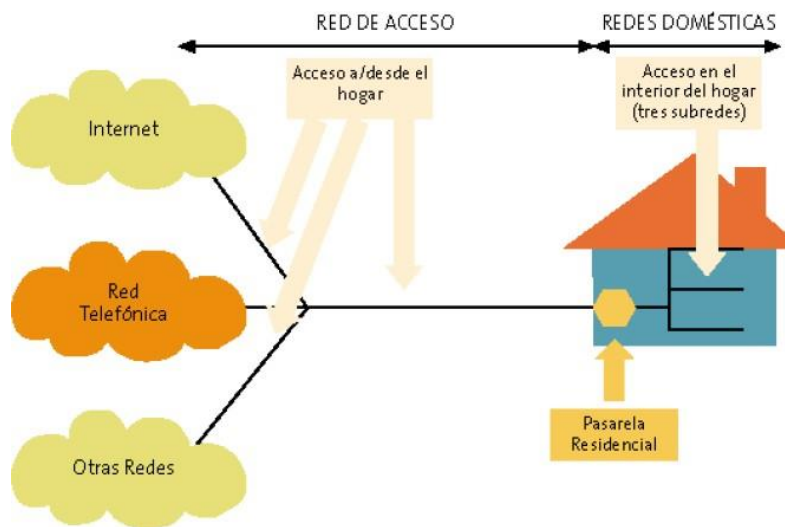 RED DE ACCESO
REDES DOMÉSTICAS
Acceso a/desde el
hogar
Acceso en el
interior del hogar
(tres subredes)
Internet
Red
Telefónica
Otras Redes
Pasarela
Residencial